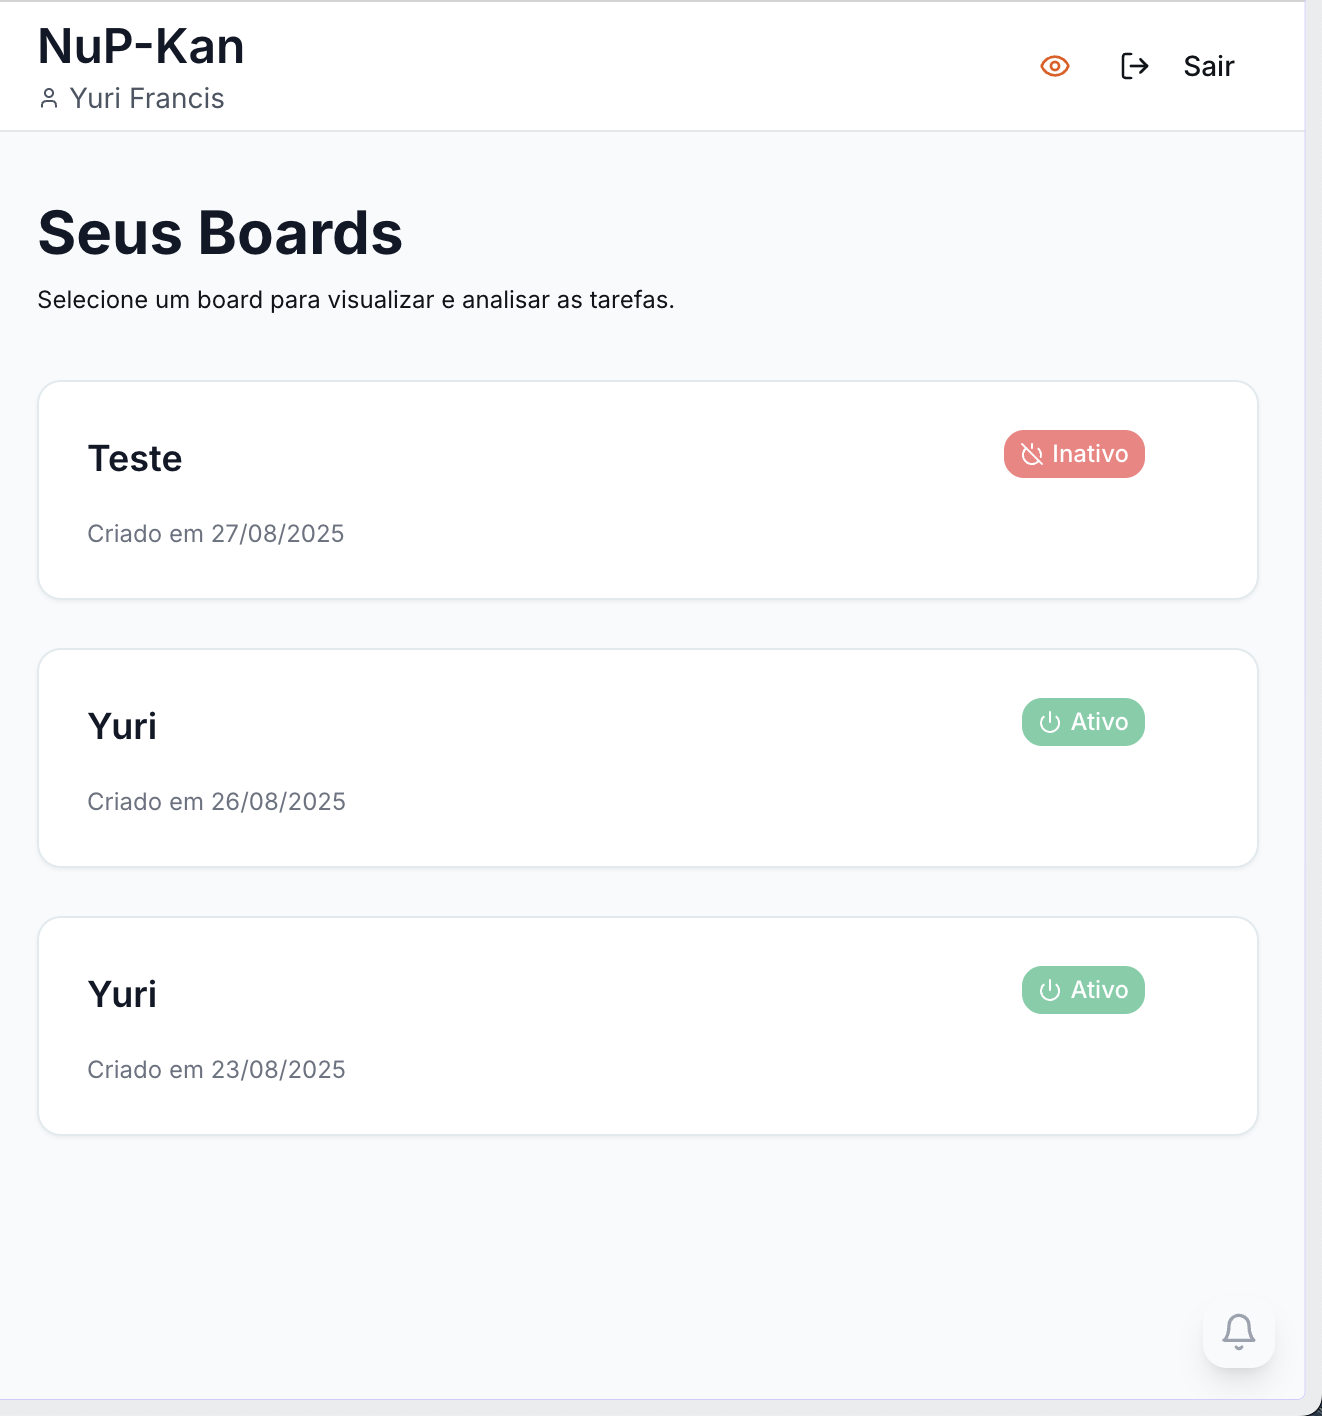 NuP-Kan
Yuri Francis
Sair
Seus Boards
Selecione um board para visualizar e analisar as tarefas.
Teste
Inativo
Criado em 27/08/2025
Yuri
Ativo
Criado em 26/08/2025
Yuri
Ativo
Criado em 23/08/2025